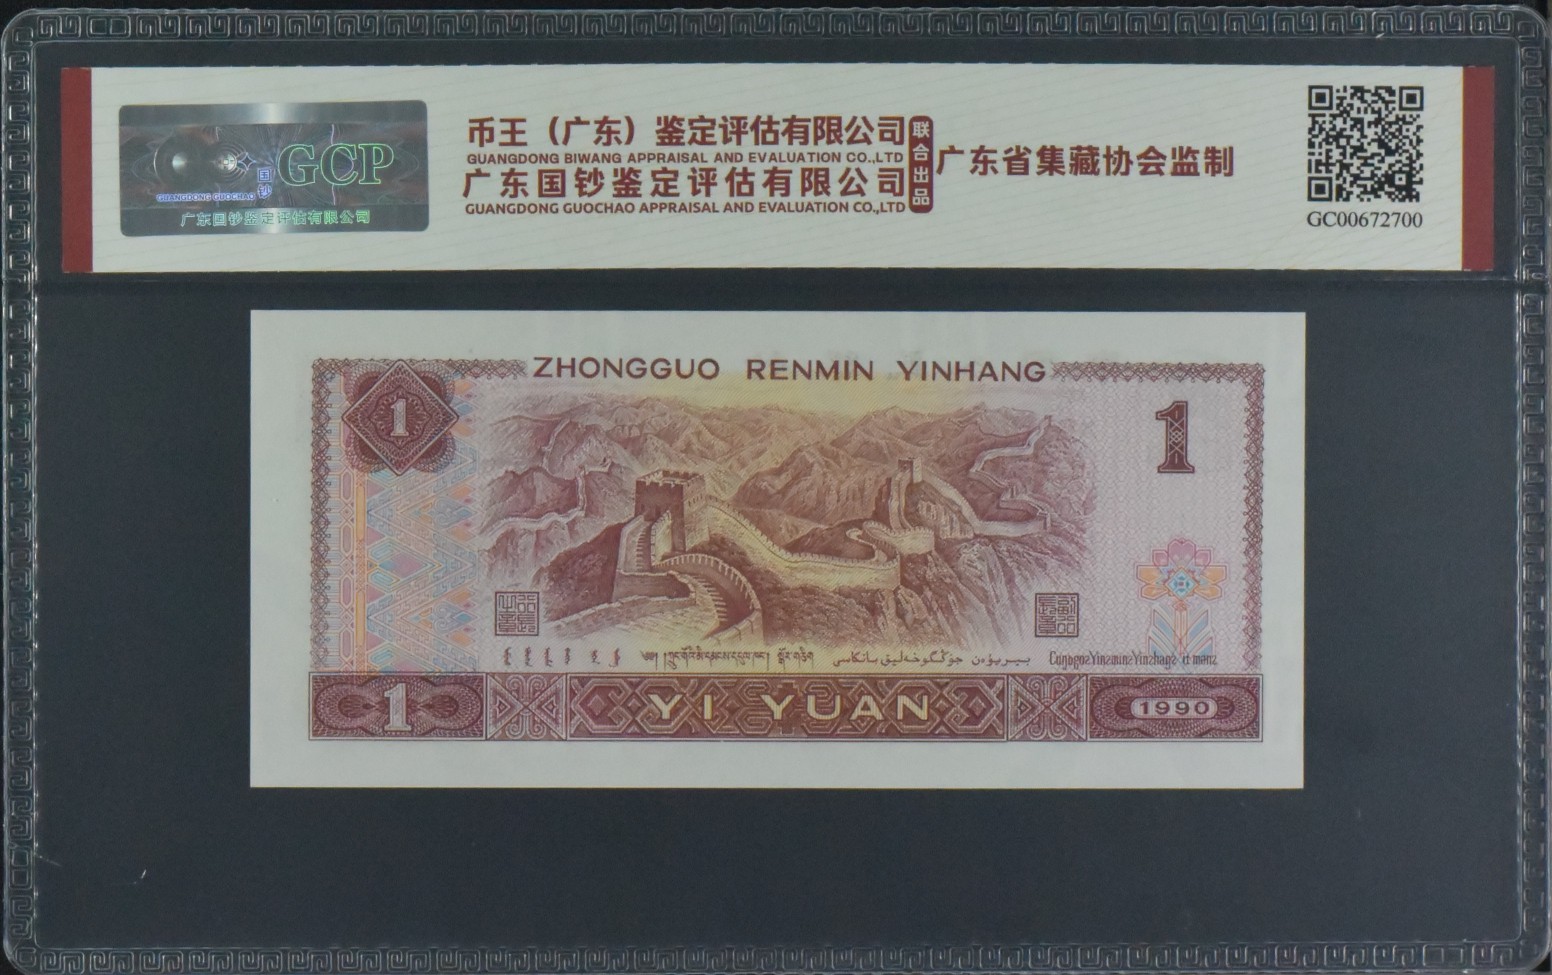 国钞
GCP
GUANGDONG GUOCHAO
广东国钞鉴定评估有限公司
币王（广东）鉴定评估有限公司
GUANGDONG BIWANG APPRAISAL AND EVALUATION CO.,LTD
广东国钞鉴定评估有限公司
GUANGDONG GUOCHAO APPRAISAL AND EVALUATION CO.,LTD
联合出品
广东省集藏协会监制
GC00672700
ZHONGGUO RENMIN YINHANG
1
1
1
YI YUAN
1990